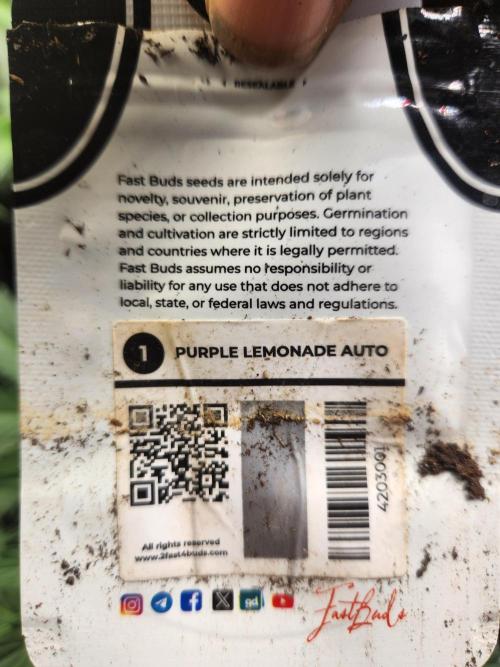 RESEALABLE
Fast Buds seeds are intended solely for
novelty, souvenir, preservation of plant
species, or collection purposes. Germination
and cultivation are strictly limited to regions
and countries where it is legally permitted.
Fast Buds assumes no responsibility or
liability for any use that does not adhere to
local, state, or federal laws and regulations.
1 PURPLE LEMONADE AUTO
42030001
All rights reserved
www.2fast4buds.com
gd
FastBuds